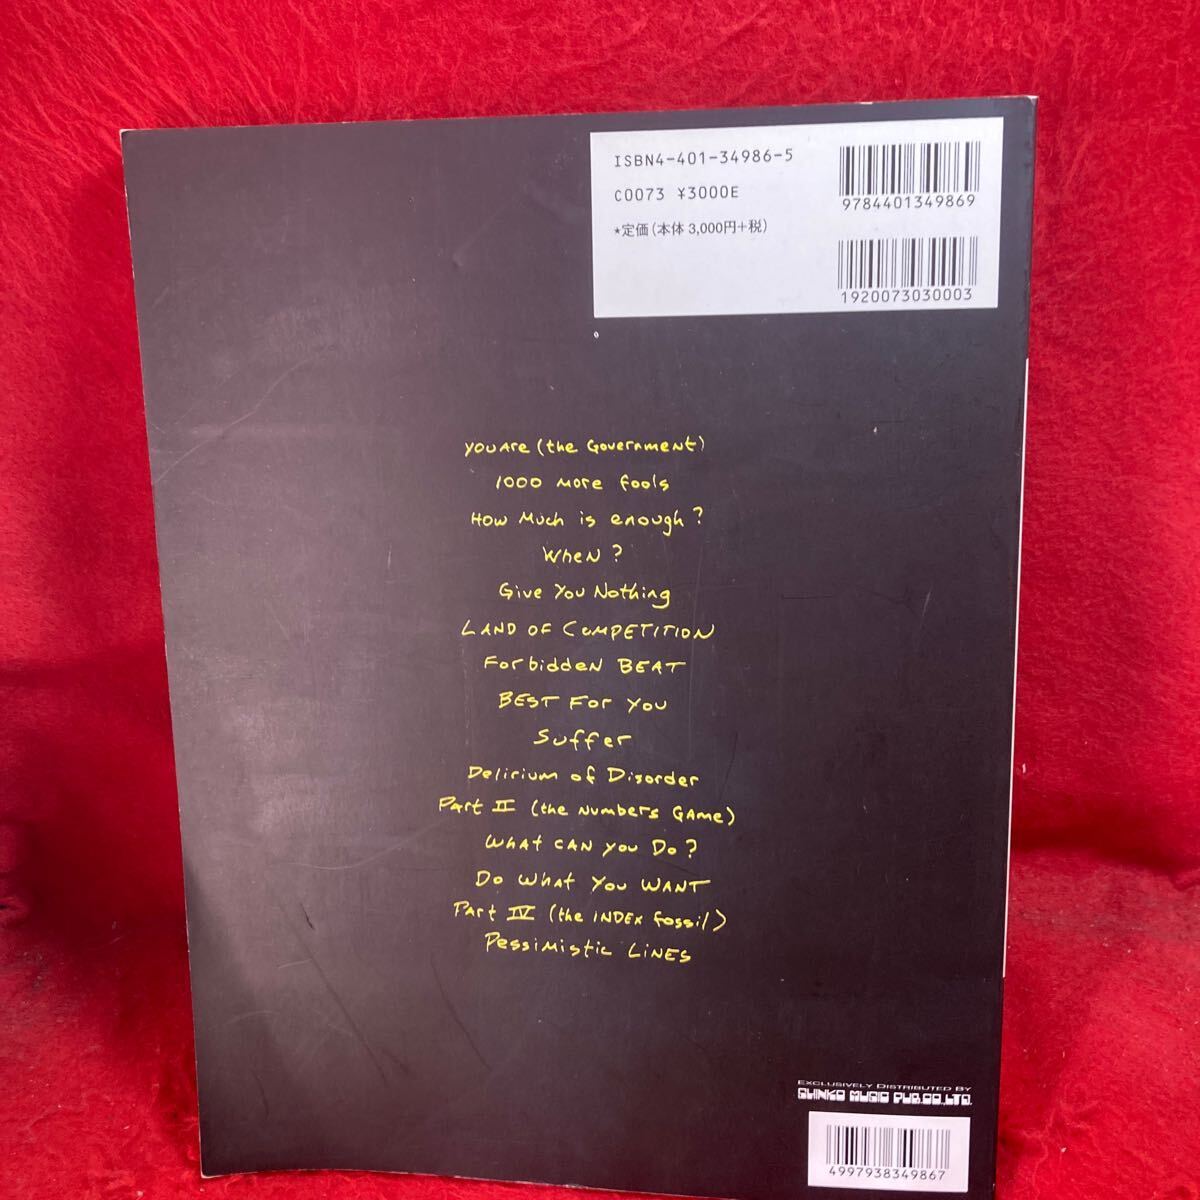 ISBN4-401-34986-5
C0073 ¥3000E
★定価(本体 3,000円+税)
9784401349869
1920073030003
You Are (the Government)
1000 More Fools
How Much is enough?
When?
Give You Nothing
LAND OF COMPETITION
Forbidden BEAT
BEST FOR YOU
Suffer
Delirium of Disorder
Part II (the Numbers Game)
What CAN you Do?
Do What You WANT
Part IV (the INDEX fossil)
Pessimistic LiNES
EXCLUSIVELY DISTRIBUTED BY
SHINKO MUSIC PUB.CO.,LTD.
4997938349867